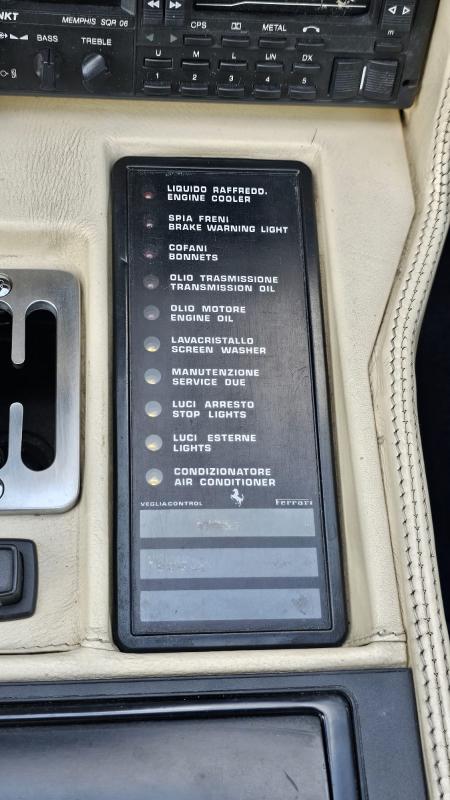 NKT MEMPHIS SQR 06
CPS METAL
BASS TREBLE
U M L LIN DX
1 2 3 4 5
LIQUIDO RAFFREDD.
ENGINE COOLER
SPIA FRENI
BRAKE WARNING LIGHT
COFANI
BONNETS
OLIO TRASMISSIONE
TRANSMISSION OIL
OLIO MOTORE
ENGINE OIL
LAVACRISTALLO
SCREEN WASHER
MANUTENZIONE
SERVICE DUE
LUCI ARRESTO
STOP LIGHTS
LUCI ESTERNE
LIGHTS
CONDIZIONATORE
AIR CONDITIONER
VEGLIACONTROL Ferrari